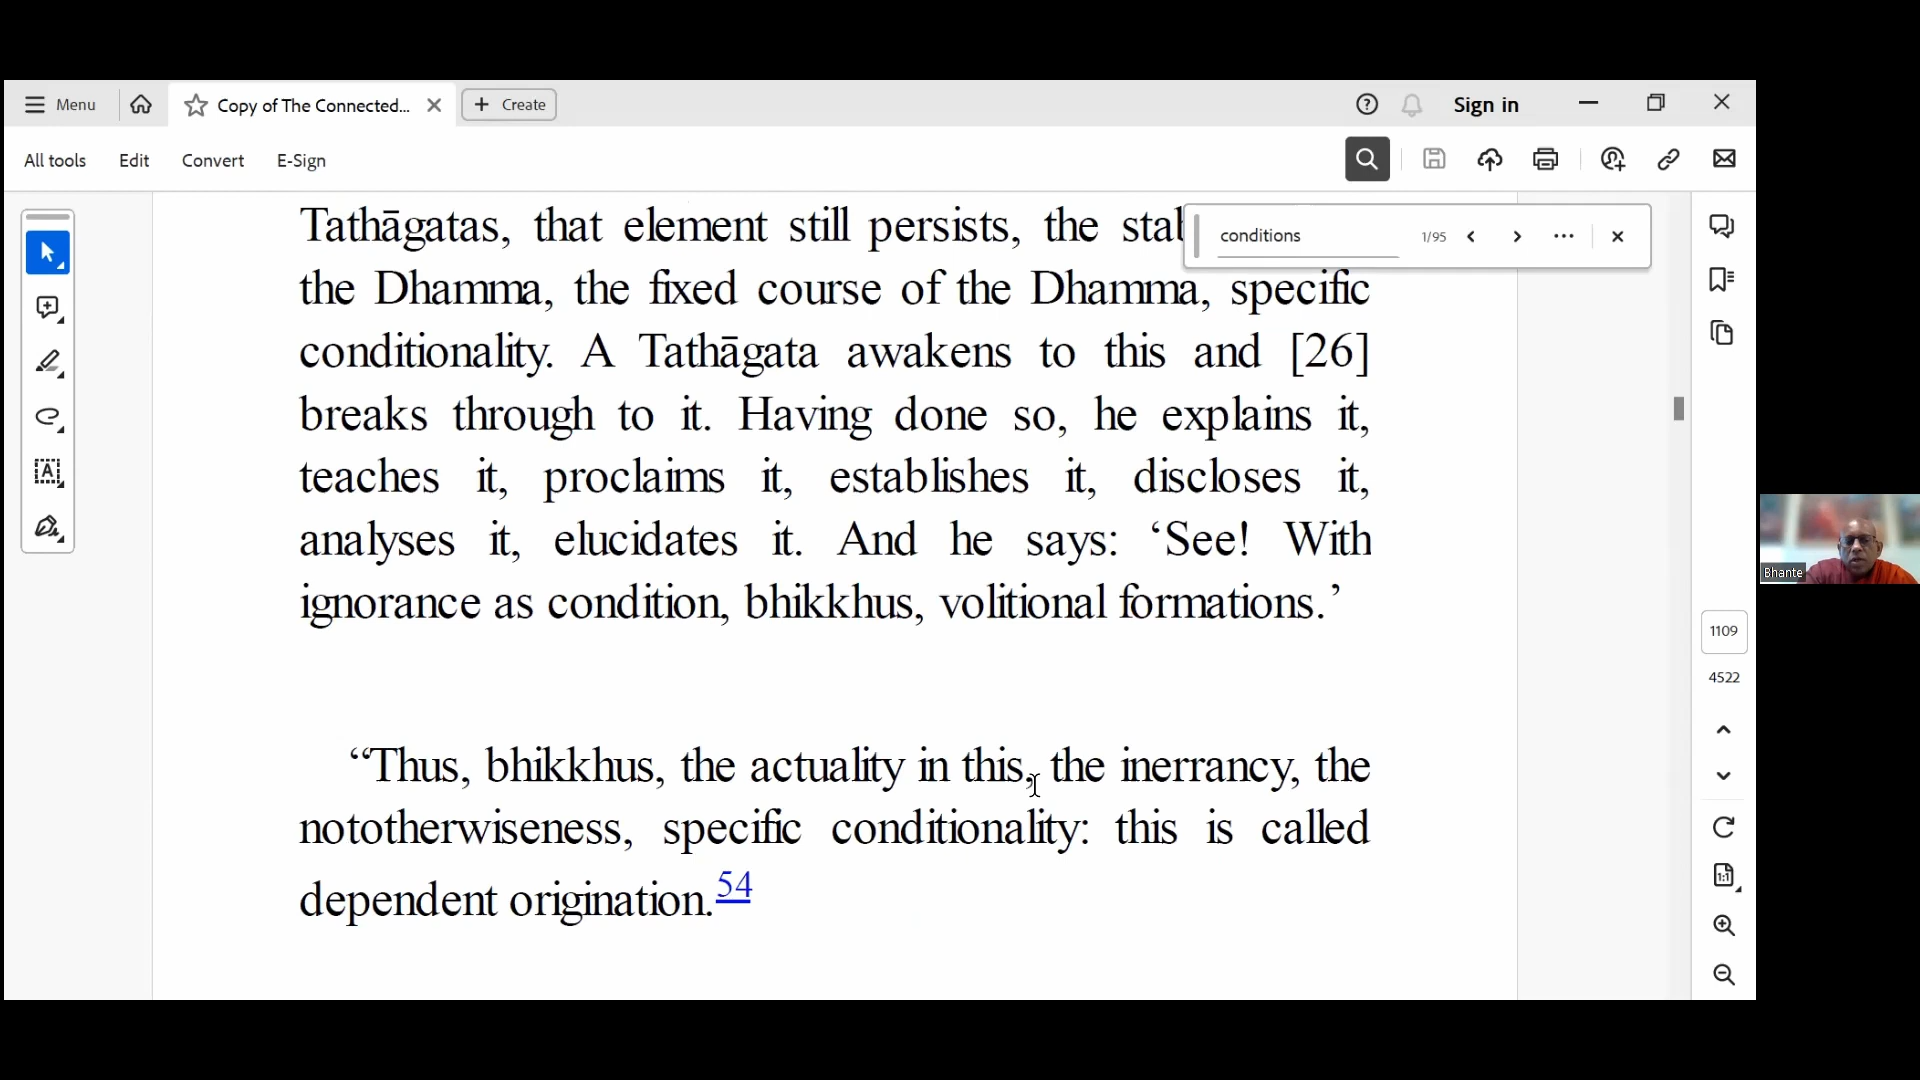 Menu
Copy of The Connected...
Create
Sign in
All tools
Edit
Convert
E-Sign
conditions
1/95
Tathāgatas, that element still persists, the stab
the Dhamma, the fixed course of the Dhamma, specific
conditionality. A Tathāgata awakens to this and [26]
breaks through to it. Having done so, he explains it,
teaches it, proclaims it, establishes it, discloses it,
analyses it, elucidates it. And he says: ‘See! With
ignorance as condition, bhikkhus, volitional formations.’
“Thus, bhikkhus, the actuality in this, the inerrancy, the
nototherwiseness, specific conditionality: this is called
dependent origination.54
Bhante
1109
4522